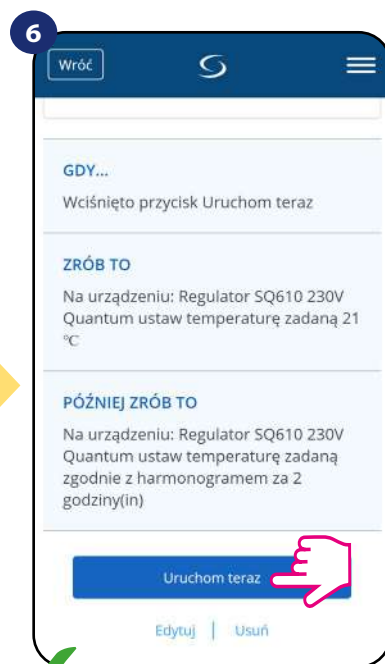 6
Wróć
GDY...
Wciśnięto przycisk Uruchom teraz
ZRÓB TO
Na urządzeniu: Regulator SQ610 230V
Quantum ustaw temperaturę zadaną 21
°C
PÓŹNIEJ ZRÓB TO
Na urządzeniu: Regulator SQ610 230V
Quantum ustaw temperaturę zadaną
zgodnie z harmonogramem za 2
godziny(in)
Uruchom teraz
Edytuj | Usuń